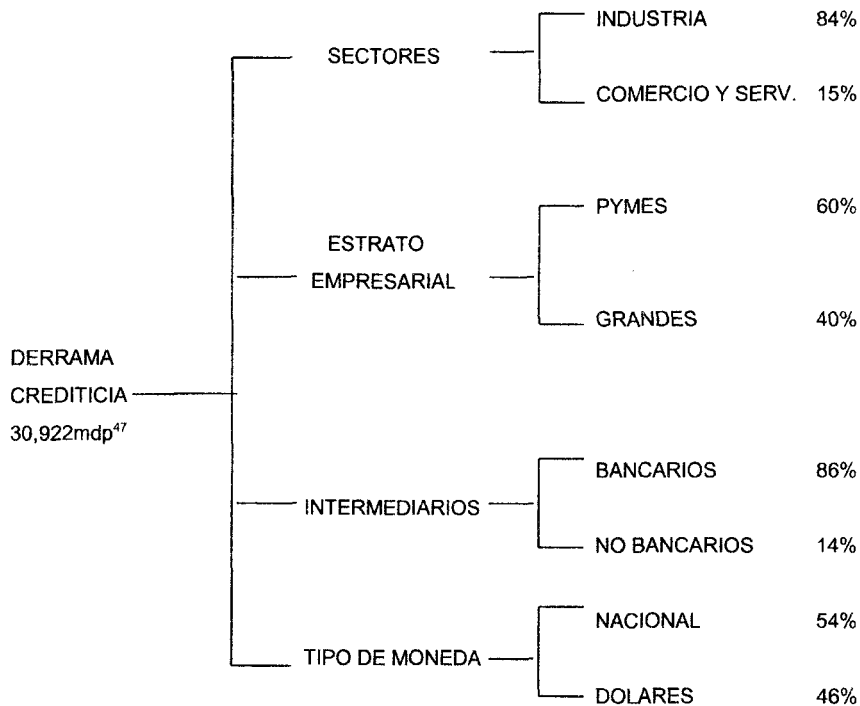 INDUSTRIA 84%
SECTORES
COMERCIO Y SERV. 15%
PYMES 60%
ESTRATO
EMPRESARIAL
GRANDES 40%
DERRAMA
CREDITICIA
30,922mdp47
BANCARIOS 86%
INTERMEDIARIOS
NO BANCARIOS 14%
NACIONAL 54%
TIPO DE MONEDA
DOLARES 46%